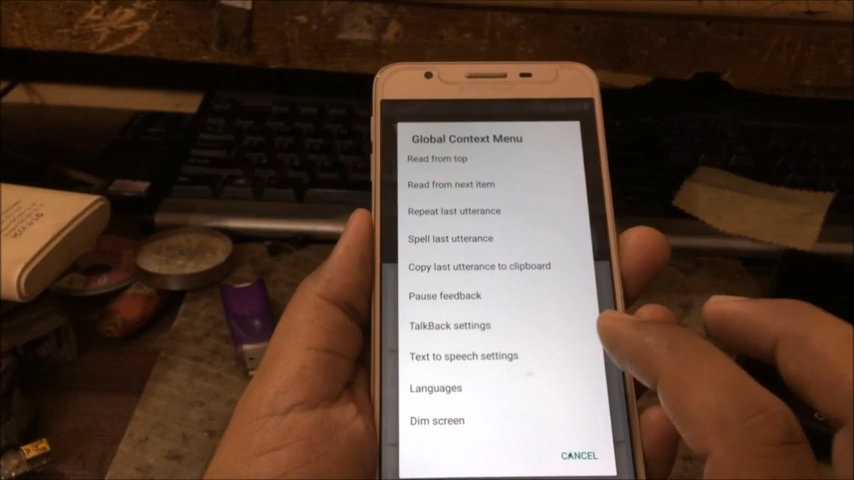 Global Context Menu
Read from top
Read from next item
Repeat last utterance
Spell last utterance
Copy last utterance to clipboard
Pause feedback
TalkBack settings
Text to speech settings
Languages
Dim screen
CANCEL